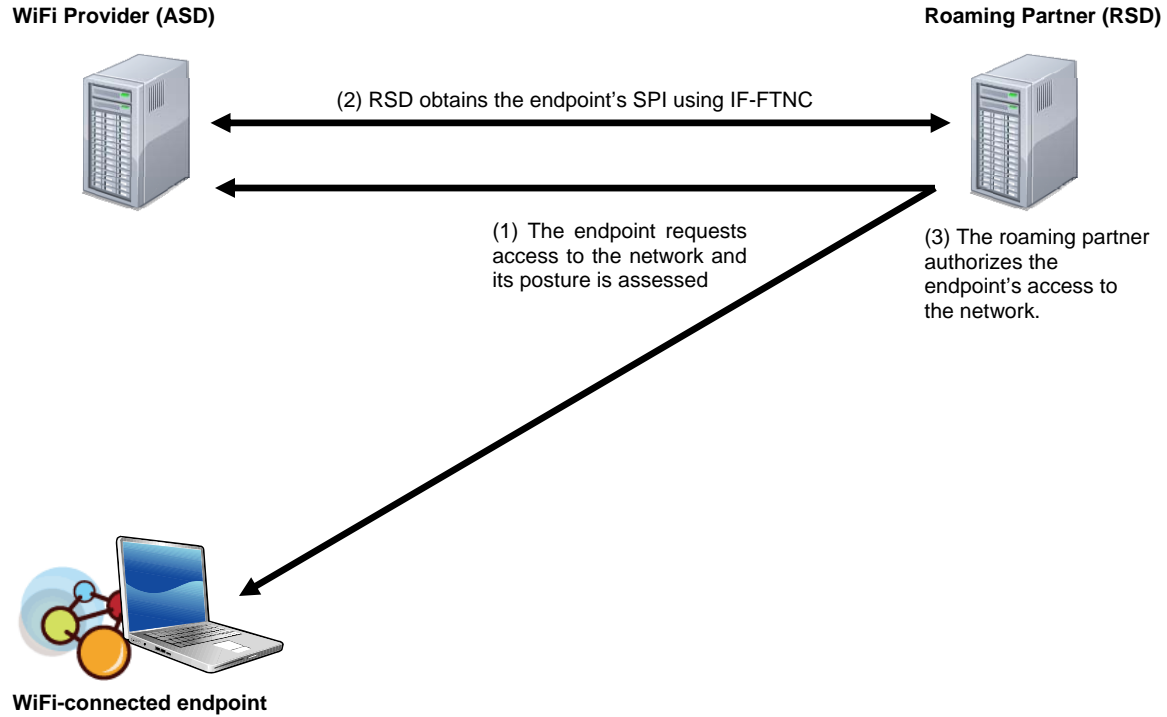 WiFi Provider (ASD)
Roaming Partner (RSD)
(2) RSD obtains the endpoint's SPI using IF-FTNC
(1) The endpoint requests
access to the network and
its posture is assessed
(3) The roaming partner
authorizes the
endpoint's access to
the network.
WiFi-connected endpoint